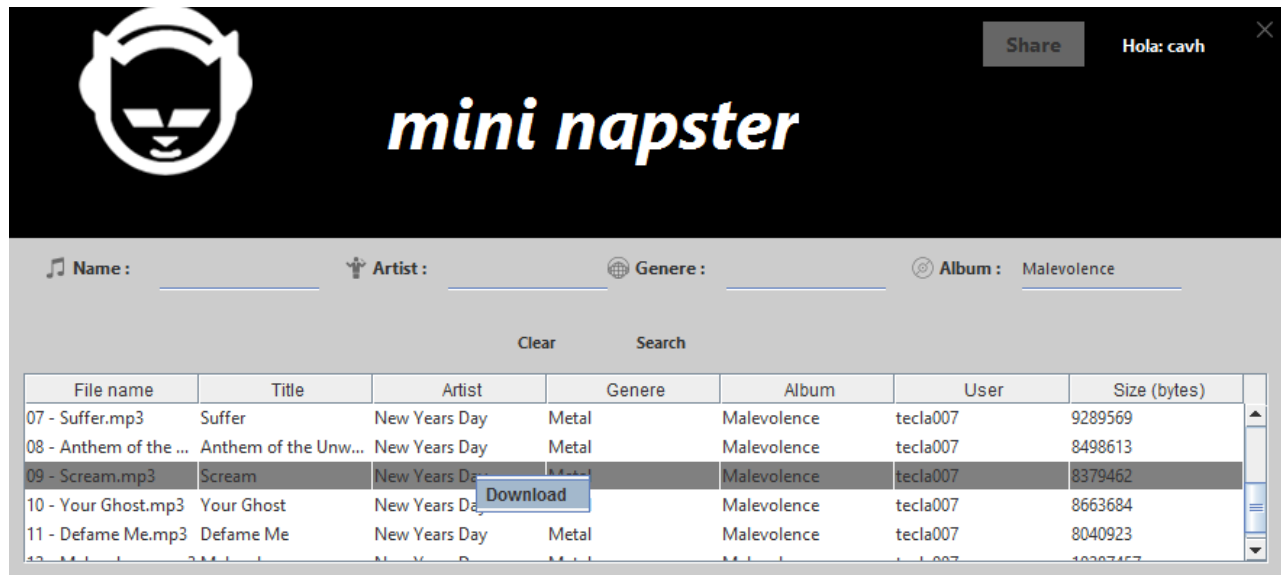 Share Hola: cavh
mini napster
Name : Artist : Genere : Album : Malevolence
Clear Search
File name Title Artist Genere Album User Size (bytes)
07 - Suffer.mp3 Suffer New Years Day Metal Malevolence tecla007 9289569
08 - Anthem of the ... Anthem of the Unw... New Years Day Metal Malevolence tecla007 8498613
09 - Scream.mp3 Scream New Years Day Metal Malevolence tecla007 8379462
Download
10 - Your Ghost.mp3 Your Ghost New Years Day Malevolence tecla007 8663684
11 - Defame Me.mp3 Defame Me New Years Day Metal Malevolence tecla007 8040923